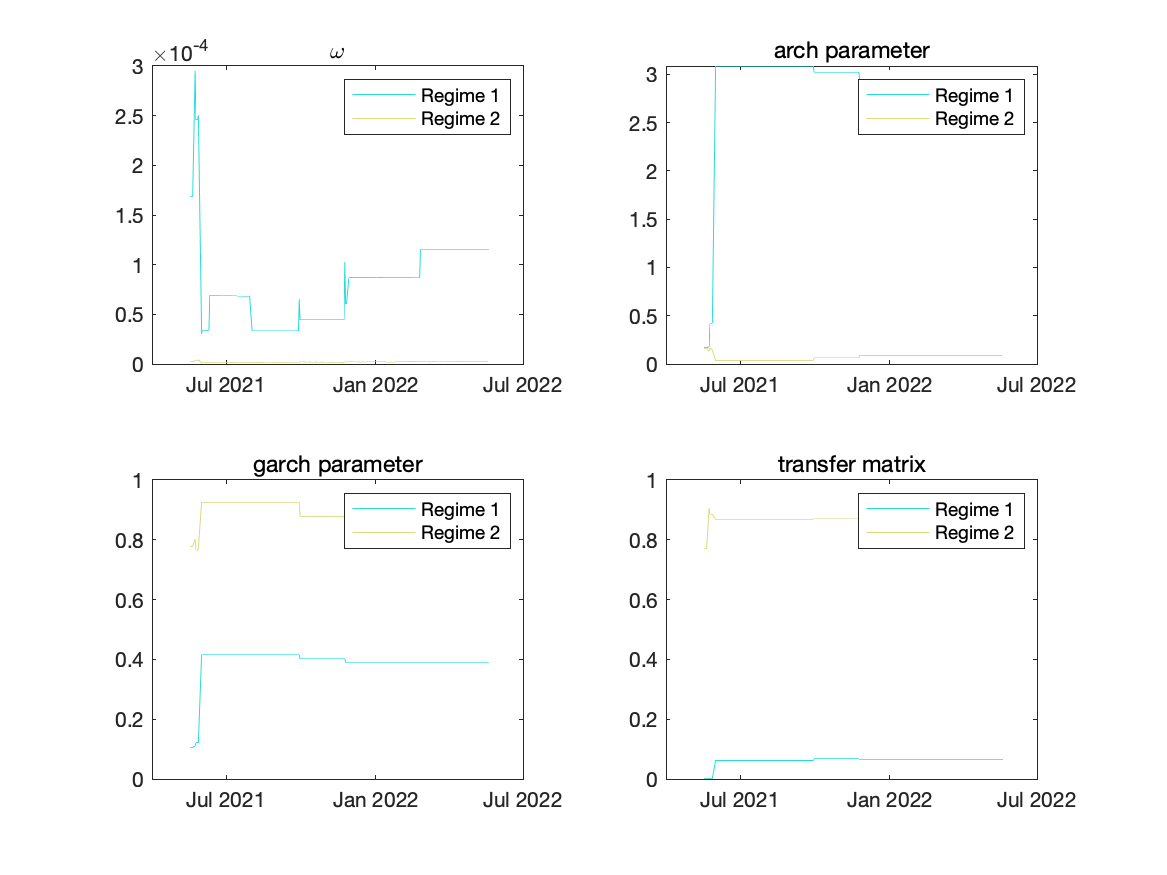 ×10-4
ω
3
2.5
2
1.5
1
0.5
0
Regime 1
Regime 2
Jul 2021
Jan 2022
Jul 2022
arch parameter
3
2.5
2
1.5
1
0.5
0
Regime 1
Regime 2
Jul 2021
Jan 2022
Jul 2022
garch parameter
1
0.8
0.6
0.4
0.2
0
Regime 1
Regime 2
Jul 2021
Jan 2022
Jul 2022
transfer matrix
1
0.8
0.6
0.4
0.2
0
Regime 1
Regime 2
Jul 2021
Jan 2022
Jul 2022